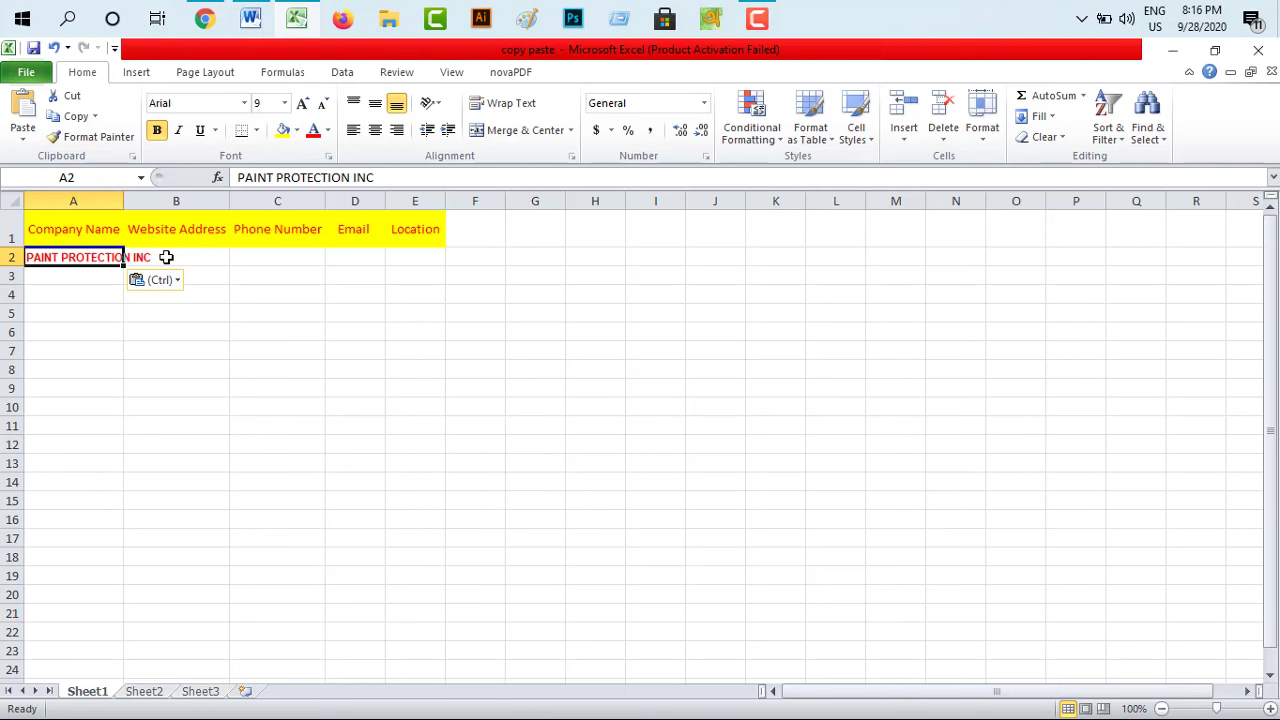 ENG
US
8:16 PM
9/28/2020
copy paste - Microsoft Excel (Product Activation Failed)
File Home Insert Page Layout Formulas Data Review View novaPDF
Paste
Cut
Copy
Format Painter
Clipboard
Arial 9
B I U
Font
Wrap Text
Merge & Center
Alignment
General
$ % ,
Number
Conditional Formatting
Format as Table
Cell Styles
Styles
Insert
Delete
Format
Cells
Σ AutoSum
Fill
Clear
Sort & Filter
Find & Select
Editing
A2 fx PAINT PROTECTION INC
A B C D E F G H I J K L M N O P Q R S
1 Company Name Website Address Phone Number Email Location
2 PAINT PROTECTION INC
3 (Ctrl)
4
5
6
7
8
9
10
11
12
13
14
15
16
17
18
19
20
21
22
23
24
Sheet1 Sheet2 Sheet3
Ready 100%